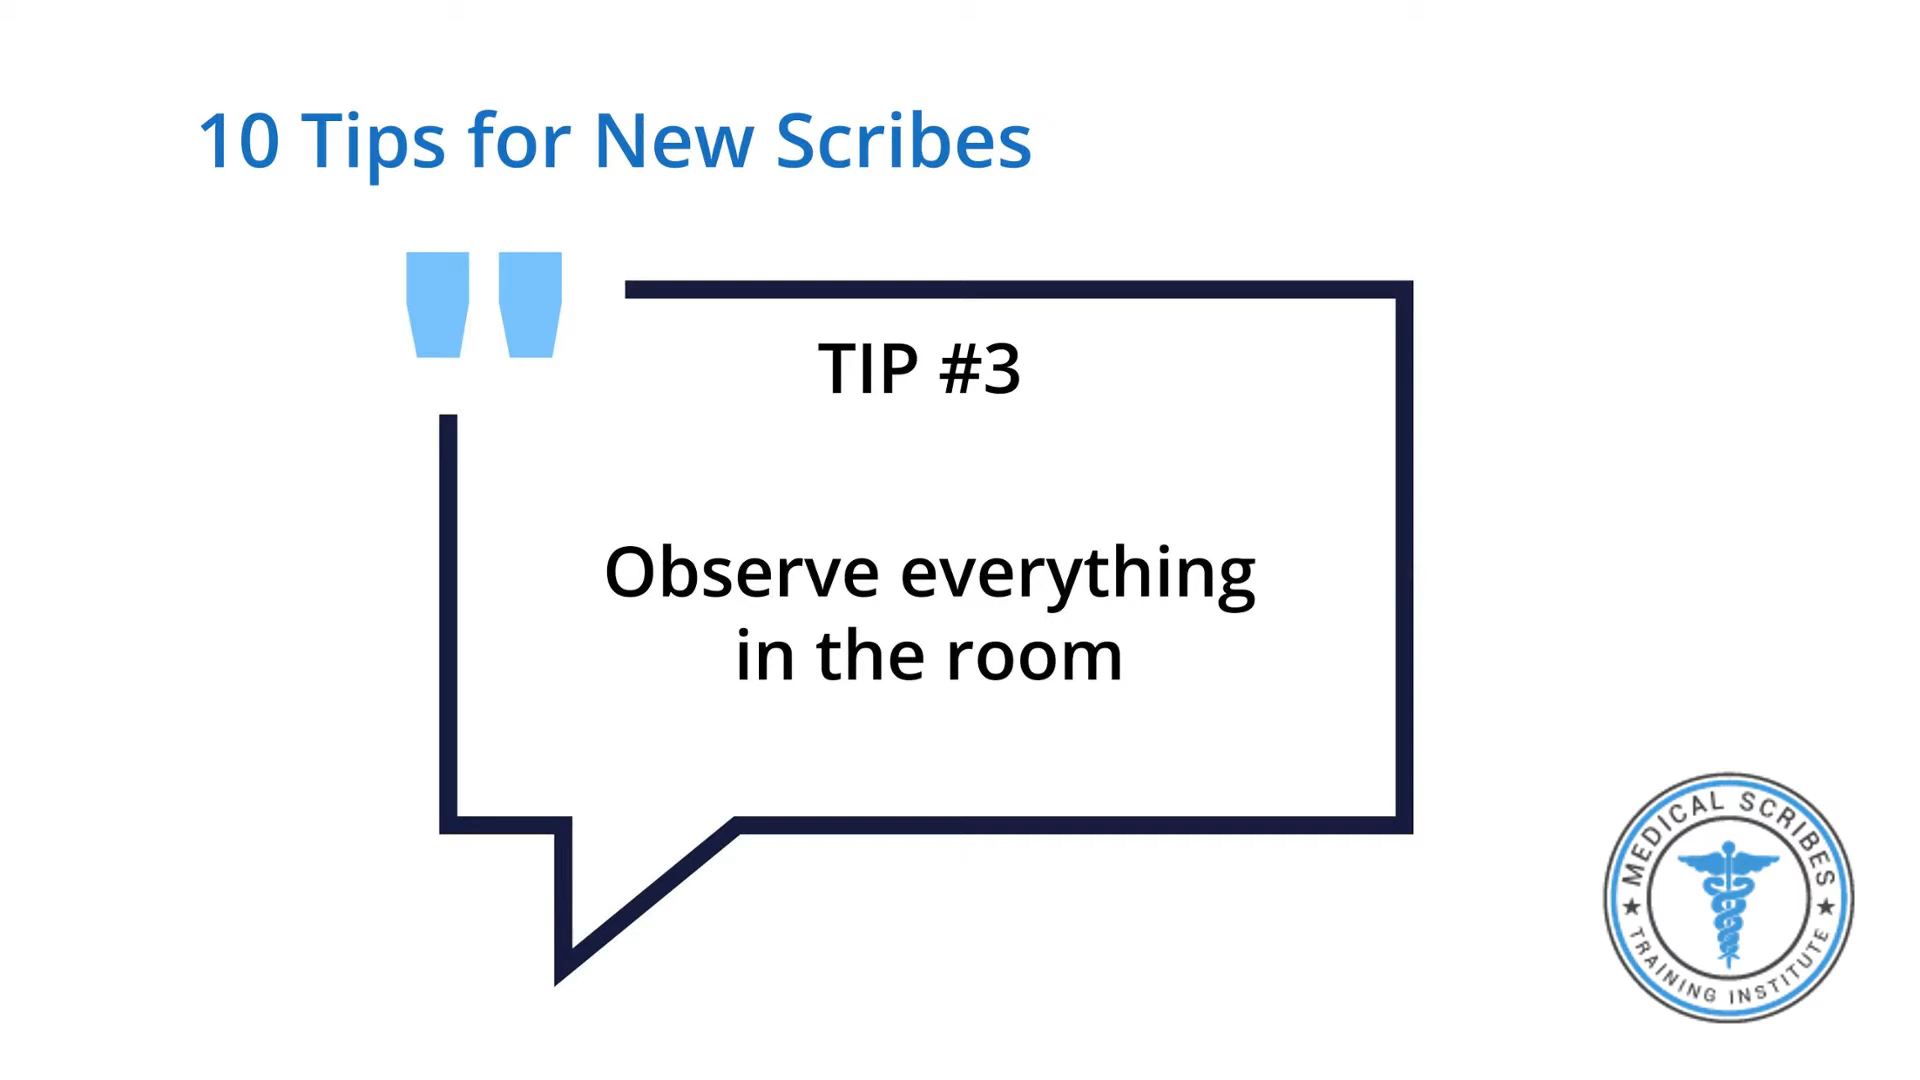 10 Tips for New Scribes
"
TIP #3
Observe everything
in the room
MEDICAL SCRIBES
★ TRAINING INSTITUTE ★